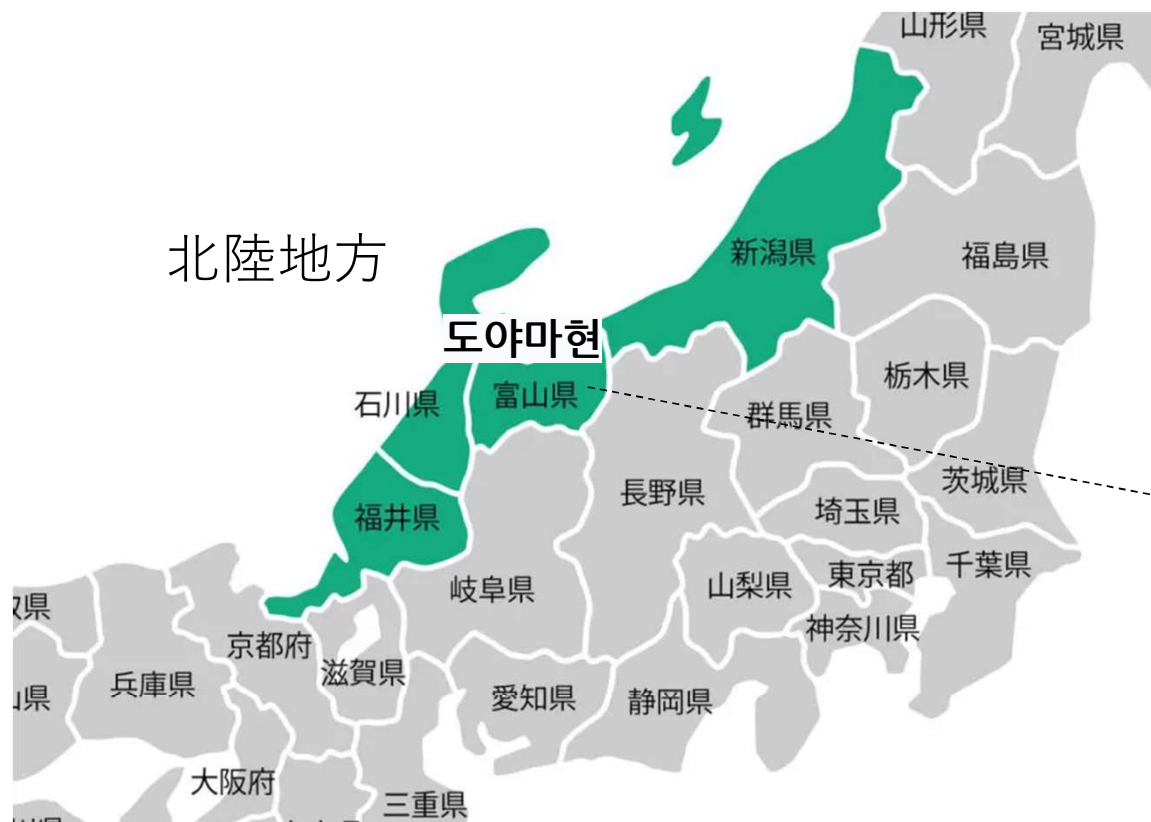 山形県
宮城県
北陸地方
新潟県
福島県
도야마현
富山県
石川県
栃木県
群馬県
茨城県
長野県
埼玉県
福井県
東京都
千葉県
山梨県
岐阜県
神奈川県
県
京都府
滋賀県
兵庫県
県
愛知県
静岡県
大阪府
三重県